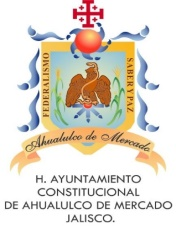 FEDERALISMO
SABER Y PAZ
Ahualulco de Mercado
H. AYUNTAMIENTO
CONSTITUCIONAL
DE AHUALULCO DE MERCADO
JALISCO.